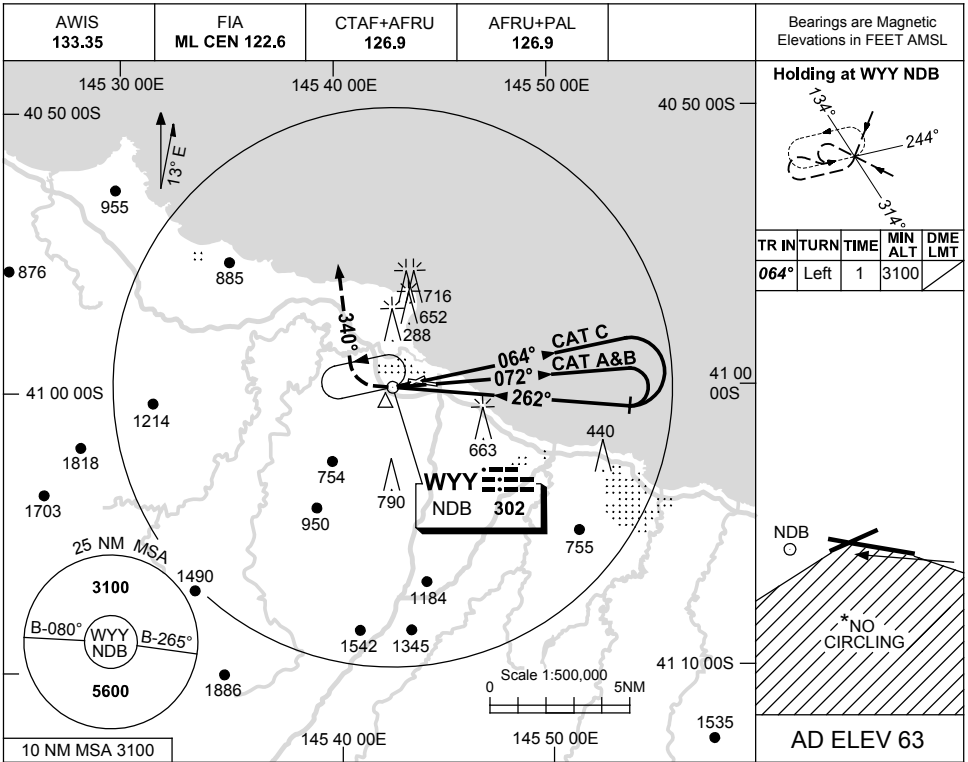 AWIS
133.35
FIA
ML CEN 122.6
CTAF+AFRU
126.9
AFRU+PAL
126.9
Bearings are Magnetic
Elevations in FEET AMSL
145 30 00E
145 40 00E
145 50 00E
40 50 00S
40 50 00S
13° E
955
876
885
716
652
288
340°
064°
CAT C
072°
CAT A&B
262°
41 00 00S
41 00
00S
1214
1818
1703
754
950
790
663
440
755
WYY
NDB 302
25 NM MSA
3100
B-080°
WYY
NDB
B-265°
5600
1490
1184
1542
1345
1886
41 10 00S
Scale 1:500,000
0
5NM
1535
145 40 00E
145 50 00E
10 NM MSA 3100
Holding at WYY NDB
134°
244°
314°
TR IN
TURN
TIME
MIN
ALT
DME
LMT
064°
Left
1
3100
NDB
*NO
CIRCLING
AD ELEV 63